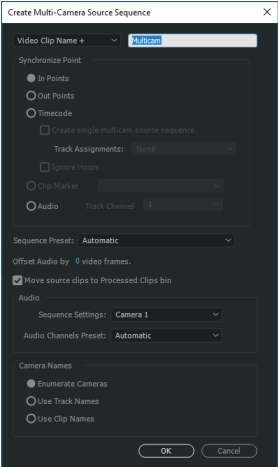 Create Multi-Camera Source Sequence
Video Clip Name + Multicam
Synchronize Point
In Points
Out Points
Timecode
Create single multicam source sequence
Track Assignments: None
Ignore Hours
Clip Marker
Audio Track Channel 1
Sequence Preset: Automatic
Offset Audio by 0 video frames.
Move source clips to Processed Clips bin
Audio
Sequence Settings: Camera 1
Audio Channels Preset: Automatic
Camera Names
Enumerate Cameras
Use Track Names
Use Clip Names
OK Cancel